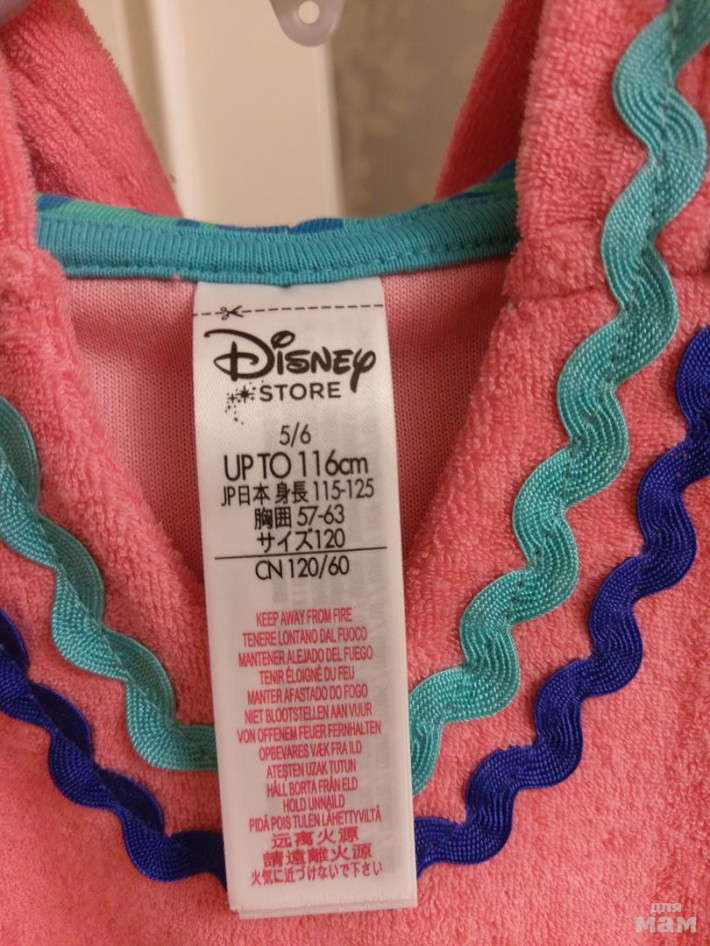 Disney
STORE
5/6
UP TO 116cm
JP日本 身長 115-125
胸囲 57-63
サイズ120
CN 120/60
KEEP AWAY FROM FIRE
TENERE LONTANO DAL FUOCO
MANTENER ALEJADO DEL FUEGO
TENIR ÉLOIGNÉ DU FEU
MANTER AFASTADO DO FOGO
NIET BLOOTSTELLEN AAN VUUR
VON OFFENEM FEUER FERNHALTEN
OPBEVARES VÆK FRA ILD
ATEŞTEN UZAK TUTUN
HÅLL BORTA FRÅN ELD
HOLD UNNAILD
PIDÄ POIS TULEN LÄHETTYVILTÄ
远离火源
請遠離火源
火気に近づけないで下さい
для
мам